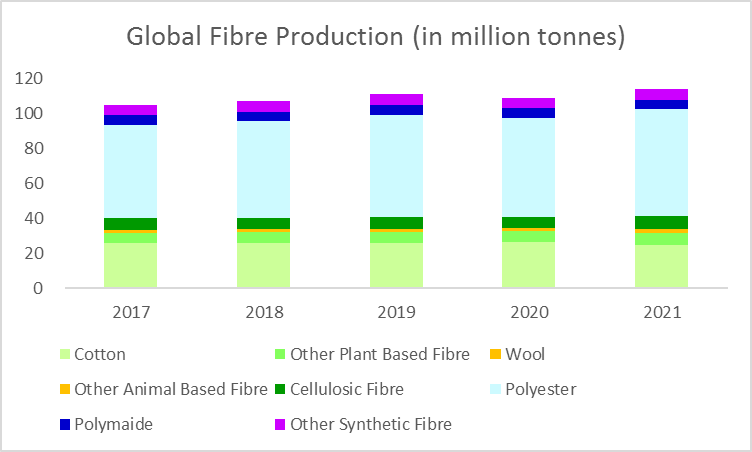 Global Fibre Production (in million tonnes)
120
100
80
60
40
20
0
2017 2018 2019 2020 2021
Cotton Other Plant Based Fibre Wool
Other Animal Based Fibre Cellulosic Fibre Polyester
Polymaide Other Synthetic Fibre